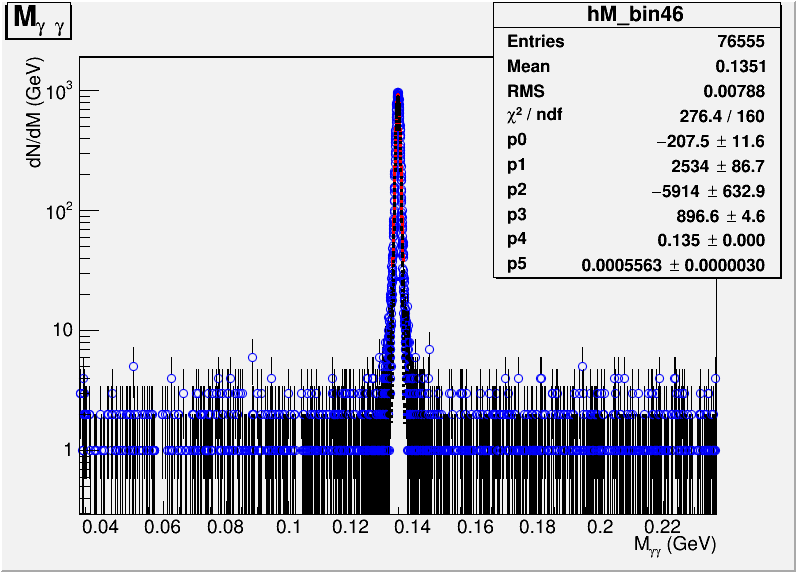 M γ γ
hM_bin46
Entries 76555
Mean 0.1351
RMS 0.00788
χ² / ndf 276.4 / 160
p0 −207.5 ± 11.6
p1 2534 ± 86.7
p2 −5914 ± 632.9
p3 896.6 ± 4.6
p4 0.135 ± 0.000
p5 0.0005563 ± 0.0000030
dN/dM (GeV)
10³
10²
10
1
0.04 0.06 0.08 0.1 0.12 0.14 0.16 0.18 0.2 0.22
Mγγ (GeV)